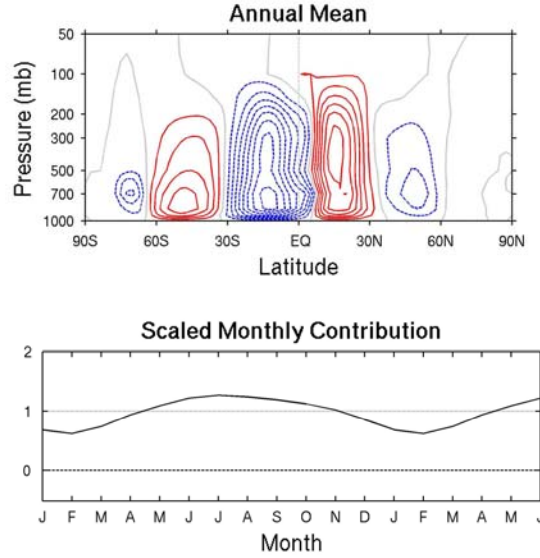 Annual Mean
Pressure (mb)
50
100
200
300
500
700
1000
90S 60S 30S EQ 30N 60N 90N
Latitude
Scaled Monthly Contribution
2
1
0
J F M A M J J A S O N D J F M A M J
Month